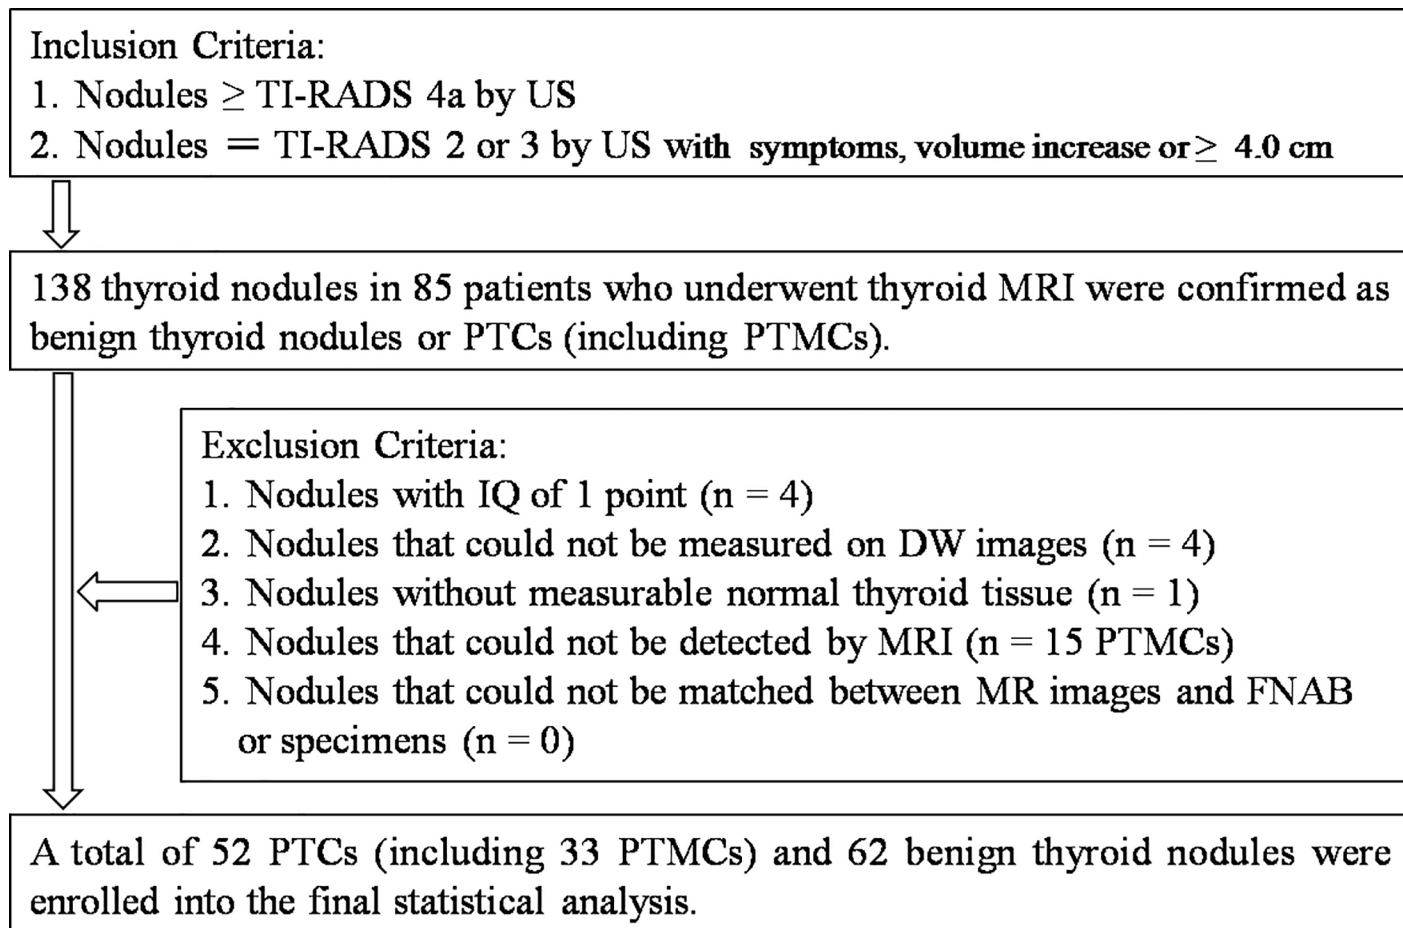 Inclusion Criteria:
1. Nodules ≥ TI-RADS 4a by US
2. Nodules = TI-RADS 2 or 3 by US with symptoms, volume increase or ≥ 4.0 cm
138 thyroid nodules in 85 patients who underwent thyroid MRI were confirmed as
benign thyroid nodules or PTCs (including PTMCs).
Exclusion Criteria:
1. Nodules with IQ of 1 point (n = 4)
2. Nodules that could not be measured on DW images (n = 4)
3. Nodules without measurable normal thyroid tissue (n = 1)
4. Nodules that could not be detected by MRI (n = 15 PTMCs)
5. Nodules that could not be matched between MR images and FNAB
or specimens (n = 0)
A total of 52 PTCs (including 33 PTMCs) and 62 benign thyroid nodules were
enrolled into the final statistical analysis.